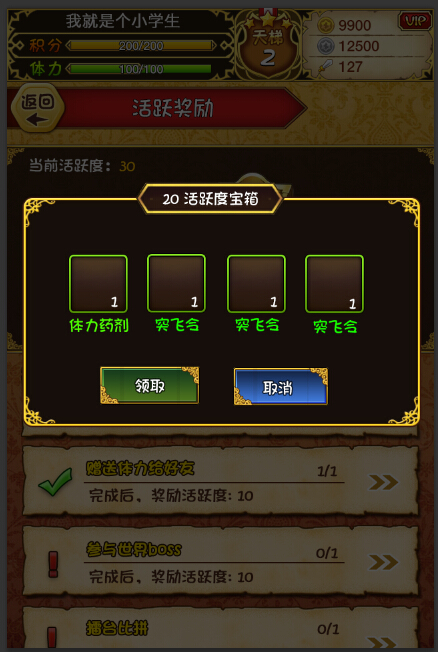 我就是个小学生
积分 200/200
体力 100/100
天梯
2
9900
12500
127
VIP
返回
活跃奖励
当前活跃度：30
20 活跃度宝箱
1 1 1 1
体力药剂 突飞令 突飞令 突飞令
领取 取消
赠送体力给好友 1/1
完成后，奖励活跃度：10
参与世界boss 0/1
完成后，奖励活跃度：10
擂台比拼 0/1